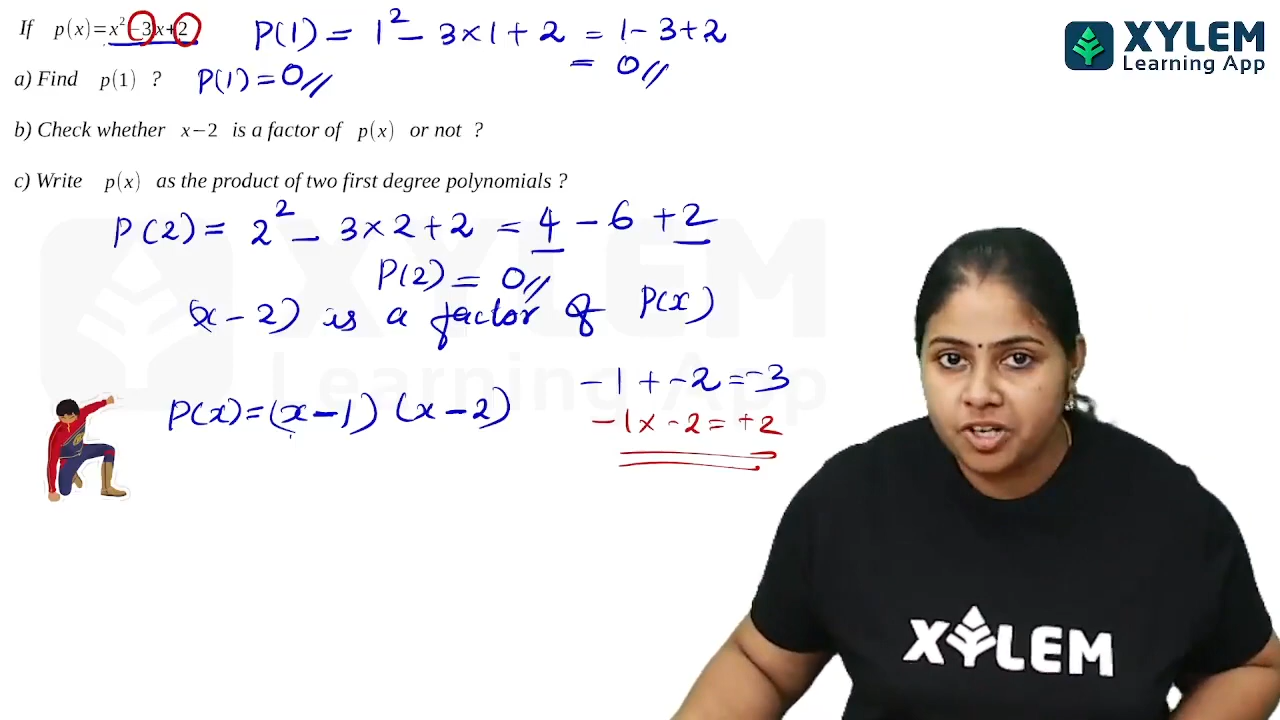 If p(x)=x²−3x+2 P(1) = 1² − 3×1 + 2 = 1 − 3 + 2
= 0//
a) Find p(1) ? P(1) = 0//
b) Check whether x−2 is a factor of p(x) or not ?
c) Write p(x) as the product of two first degree polynomials ?
P(2) = 2² − 3×2 + 2 = 4 − 6 + 2
P(2) = 0//
(x − 2) is a factor of P(x)
−1 + −2 = −3
P(x) = (x − 1) (x − 2)
−1 × −2 = +2
XYLEM
Learning App
XYLEM
Learning App
XYLEM